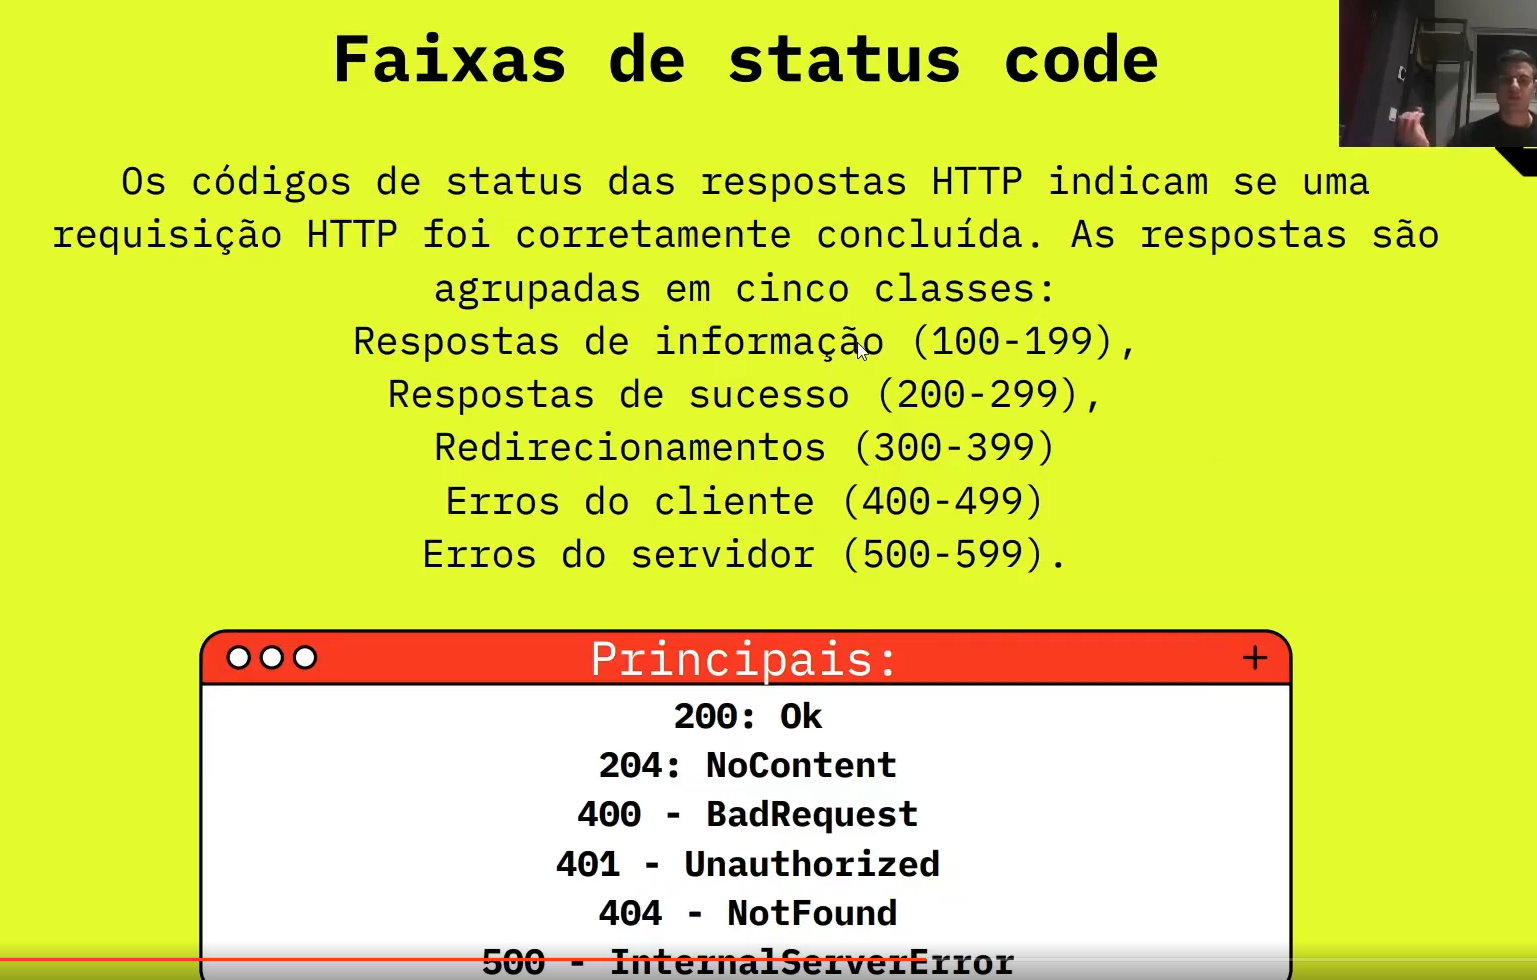 Faixas de status code
Os códigos de status das respostas HTTP indicam se uma
requisição HTTP foi corretamente concluída. As respostas são
agrupadas em cinco classes:
Respostas de informação (100-199),
Respostas de sucesso (200-299),
Redirecionamentos (300-399)
Erros do cliente (400-499)
Erros do servidor (500-599).
Principais:
200: Ok
204: NoContent
400 - BadRequest
401 - Unauthorized
404 - NotFound
500 - InternalServerError